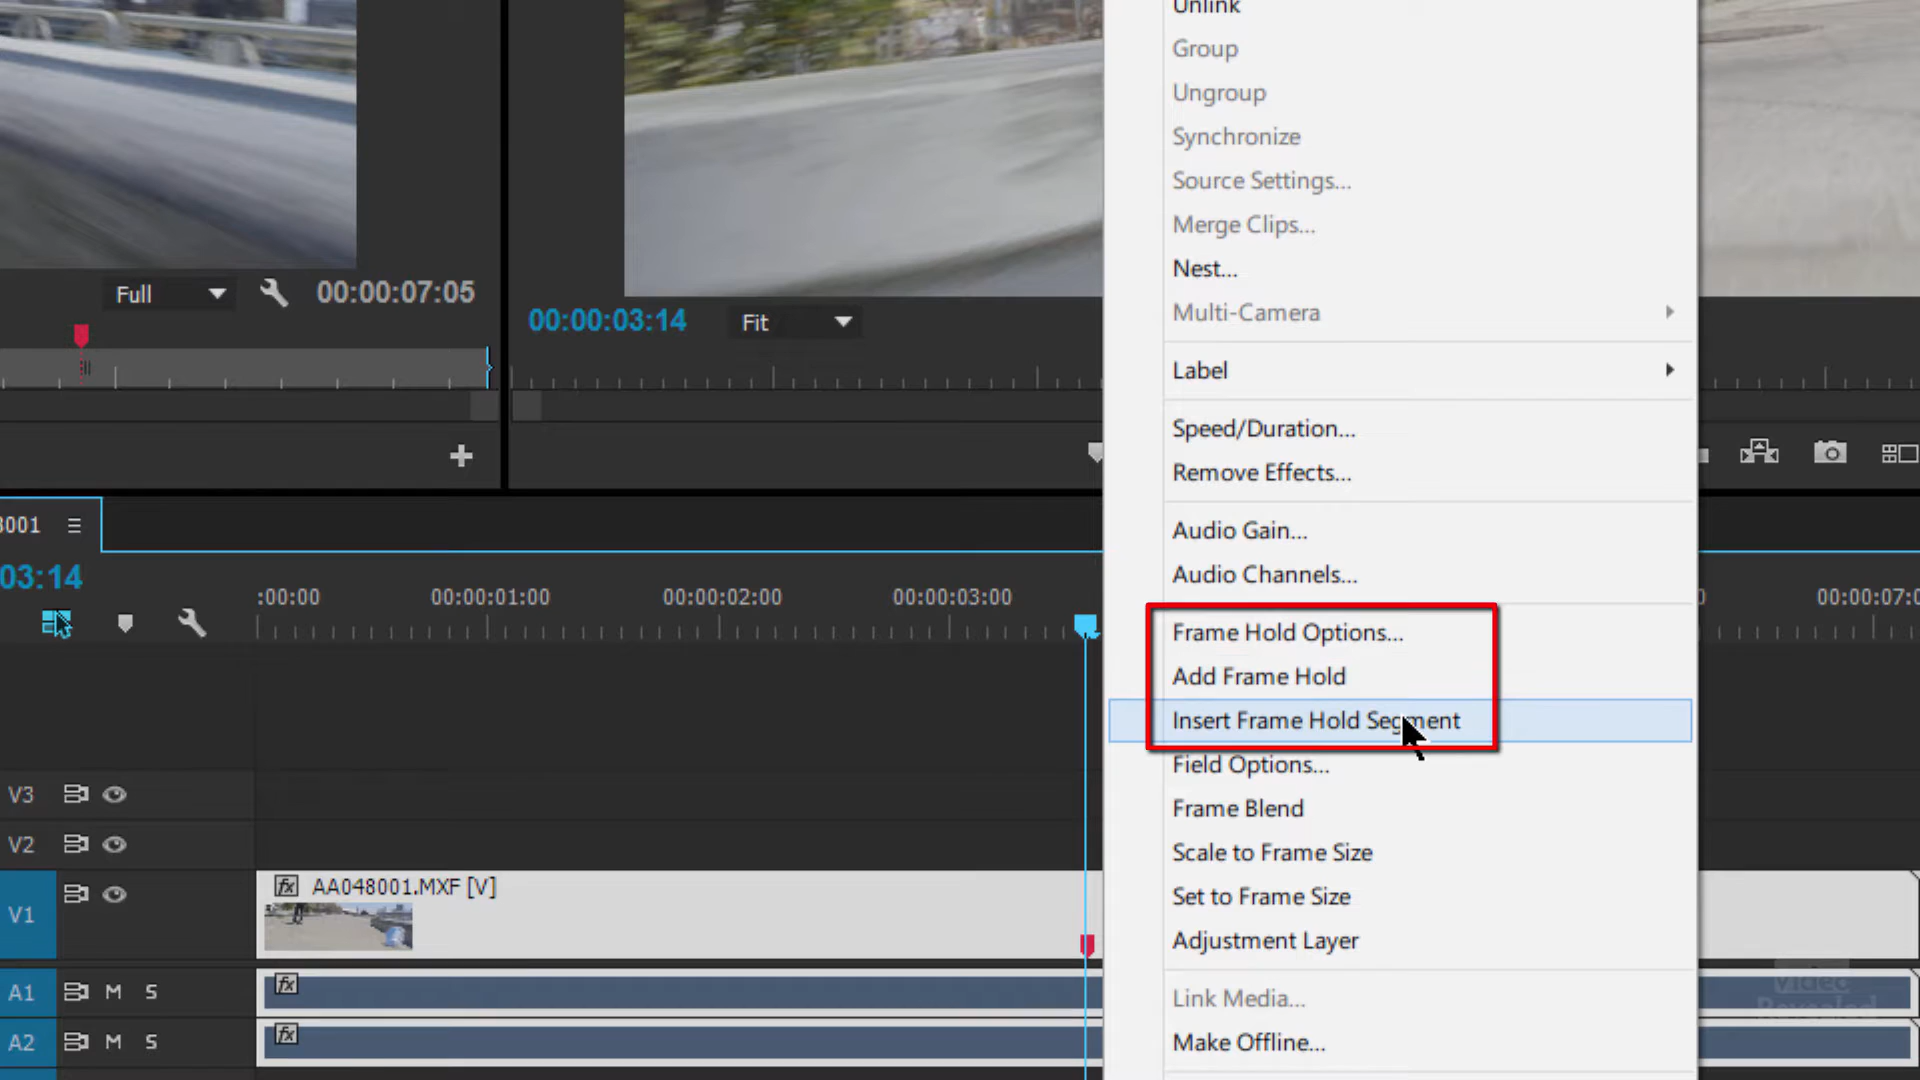 Unlink
Group
Ungroup
Synchronize
Source Settings...
Merge Clips...
Nest...
Multi-Camera
Label
Speed/Duration...
Remove Effects...
Audio Gain...
Audio Channels...
Frame Hold Options...
Add Frame Hold
Insert Frame Hold Segment
Field Options...
Frame Blend
Scale to Frame Size
Set to Frame Size
Adjustment Layer
Link Media...
Make Offline...
Full
00:00:07:05
00:00:03:14
Fit
8001
03:14
:00:00
00:00:01:00
00:00:02:00
00:00:03:00
00:00:07:0
V3
V2
V1
fx AA048001.MXF [V]
A1
M
S
fx
A2
M
S
fx
Video
Revealed